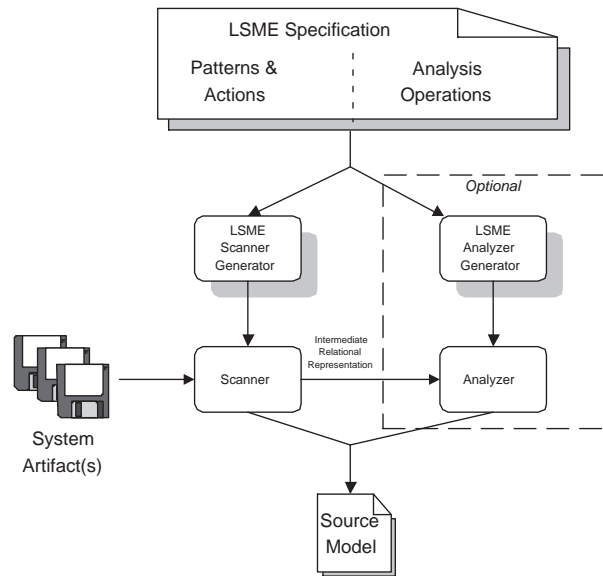 LSME Specification
Patterns &
Actions
Analysis
Operations
Optional
LSME
Scanner
Generator
LSME
Analyzer
Generator
Intermediate
Relational
Representation
Scanner
Analyzer
System
Artifact(s)
Source
Model